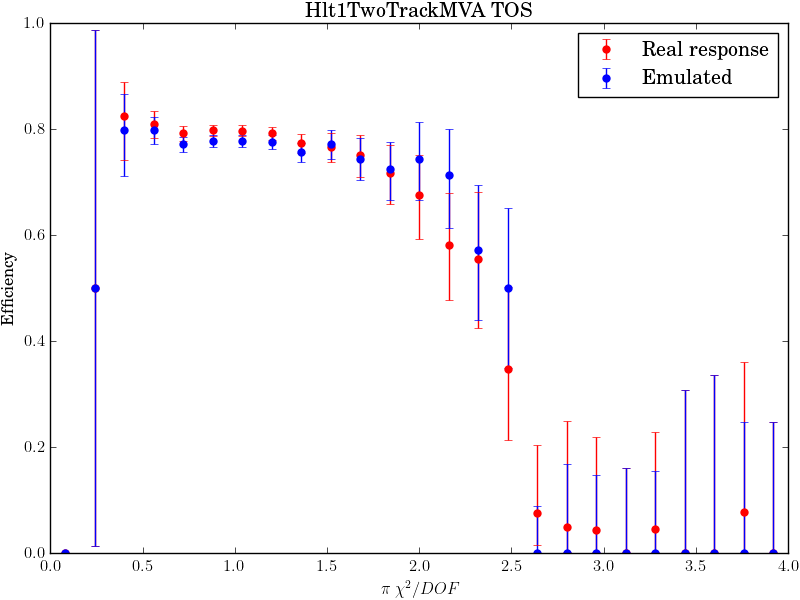 Hlt1TwoTrackMVA TOS
Real response
Emulated
Efficiency
1.0
0.8
0.6
0.4
0.2
0.0
0.0 0.5 1.0 1.5 2.0 2.5 3.0 3.5 4.0
π χ²/DOF